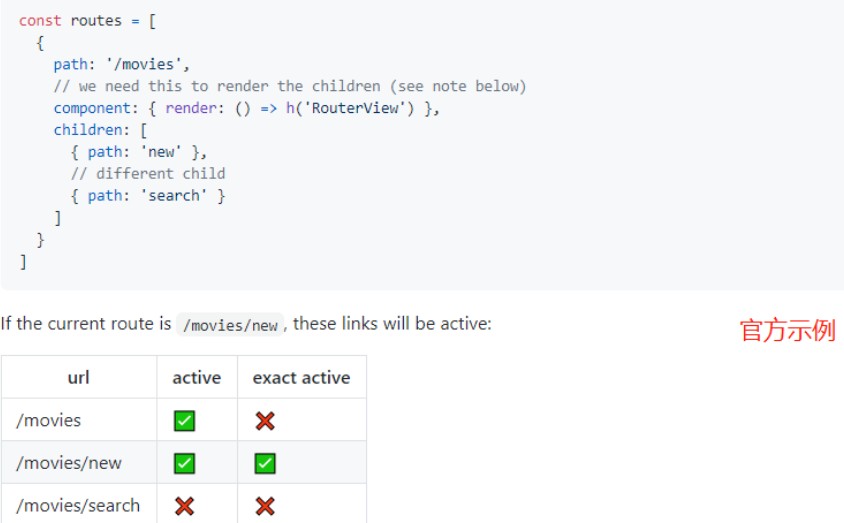 const routes = [
  {
    path: '/movies',
    // we need this to render the children (see note below)
    component: { render: () => h('RouterView') },
    children: [
      { path: 'new' },
      // different child
      { path: 'search' }
    ]
  }
]
If the current route is /movies/new, these links will be active:
官方示例
url active exact active
/movies ✅ ❌
/movies/new ✅ ✅
/movies/search ❌ ❌